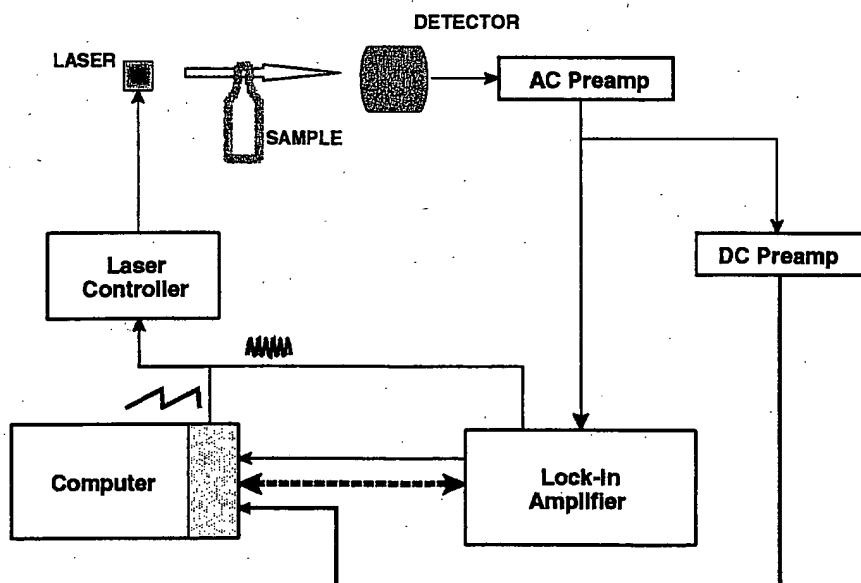 DETECTOR
LASER
AC Preamp
SAMPLE
DC Preamp
Laser
Controller
Computer
Lock-In
Amplifier